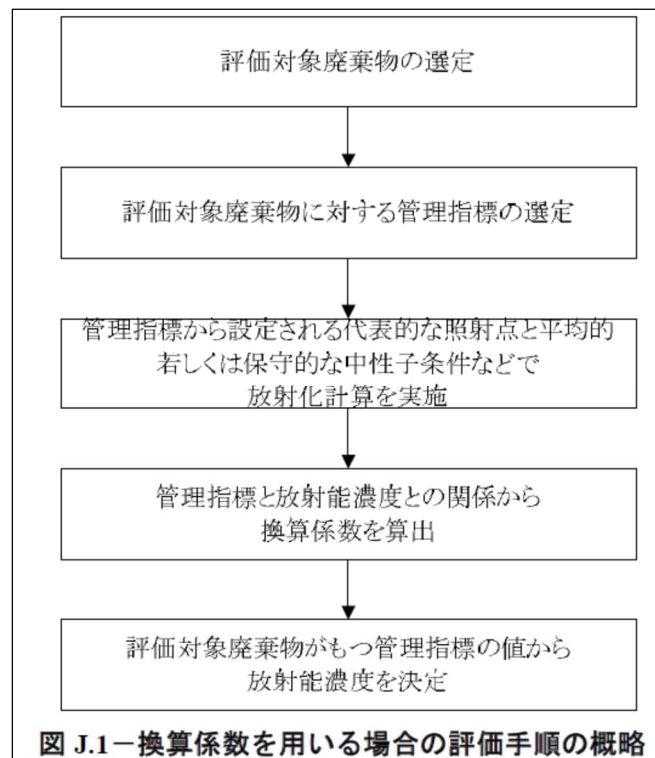 評価対象廃棄物の選定
評価対象廃棄物に対する管理指標の選定
管理指標から設定される代表的な照射点と平均的
若しくは保守的な中性子条件などで
放射化計算を実施
管理指標と放射能濃度との関係から
換算係数を算出
評価対象廃棄物がもつ管理指標の値から
放射能濃度を決定
図 J.1－換算係数を用いる場合の評価手順の概略